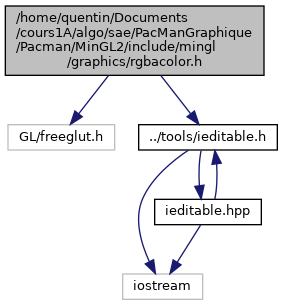 /home/quentin/Documents
/cours1A/algo/sae/PacManGraphique
/Pacman/MinGL2/include/mingl
/graphics/rgbacolor.h
GL/freeglut.h
../tools/ieditable.h
ieditable.hpp
iostream